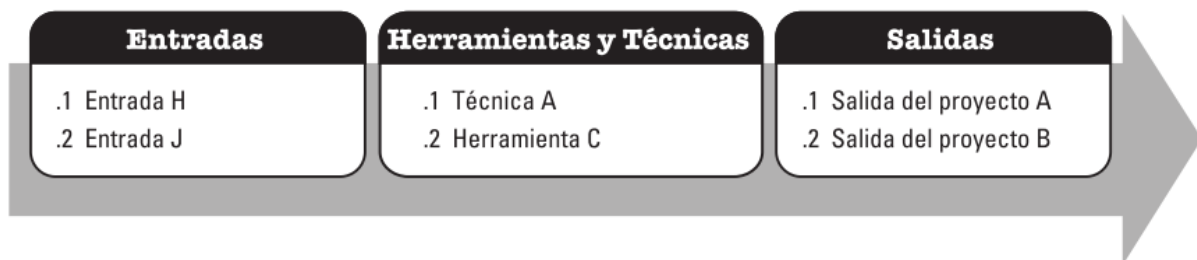 Entradas
.1 Entrada H
.2 Entrada J
Herramientas y Técnicas
.1 Técnica A
.2 Herramienta C
Salidas
.1 Salida del proyecto A
.2 Salida del proyecto B